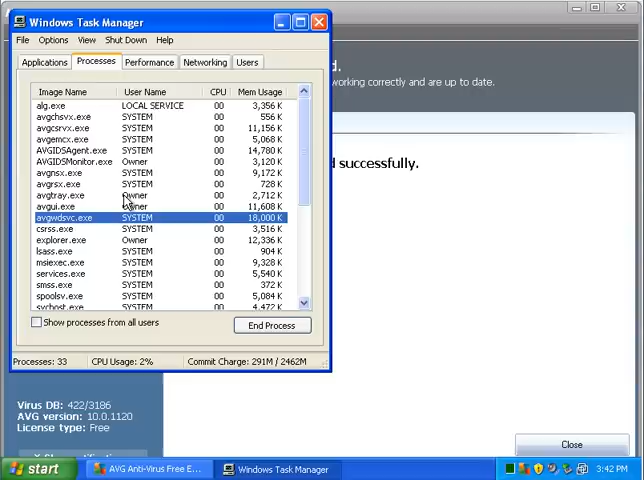 Windows Task Manager
File Options View Shut Down Help
Applications Processes Performance Networking Users
Image Name User Name CPU Mem Usage
alg.exe LOCAL SERVICE 00 3,356 K
avgchsvx.exe SYSTEM 00 556 K
avgcsrvx.exe SYSTEM 00 11,156 K
avgemcx.exe SYSTEM 00 5,068 K
AVGIDSAgent.exe SYSTEM 00 14,780 K
AVGIDSMonitor.exe Owner 00 3,120 K
avgnsx.exe SYSTEM 00 9,172 K
avgrsx.exe SYSTEM 00 728 K
avgtray.exe Owner 00 2,712 K
avgui.exe Owner 00 11,608 K
avgwdsvc.exe SYSTEM 00 18,000 K
csrss.exe SYSTEM 00 3,516 K
explorer.exe Owner 00 12,336 K
lsass.exe SYSTEM 00 904 K
msiexec.exe SYSTEM 00 9,328 K
services.exe SYSTEM 00 5,540 K
smss.exe SYSTEM 00 372 K
spoolsv.exe SYSTEM 00 5,084 K
svchost.exe SYSTEM 00 4,472 K
Show processes from all users
End Process
Processes: 33 CPU Usage: 2% Commit Charge: 291M / 2462M
d.
working correctly and are up to date.
d successfully.
Virus DB: 422/3186
AVG version: 10.0.1120
License type: Free
Close
start AVG Anti-Virus Free E... Windows Task Manager 3:42 PM